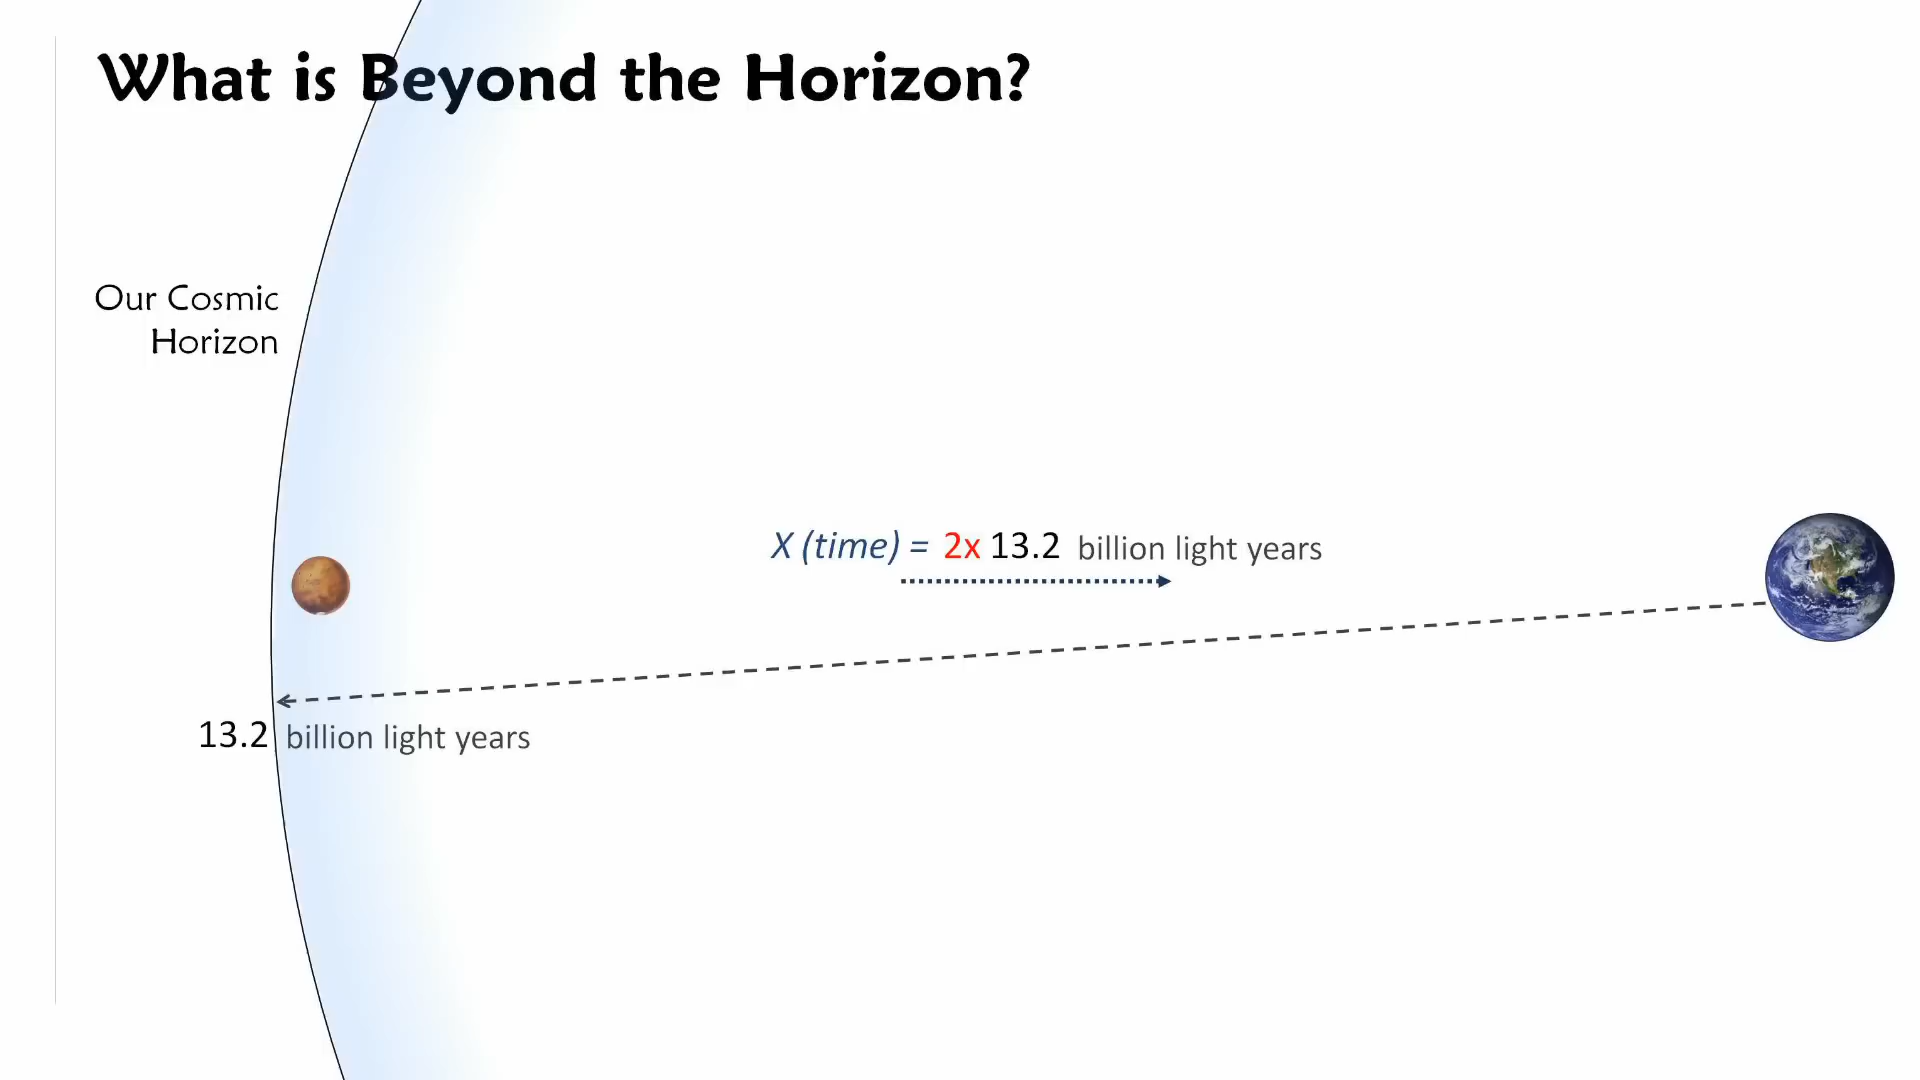 What is Beyond the Horizon?
Our Cosmic
Horizon
X (time) = 2x 13.2 billion light years
13.2 billion light years